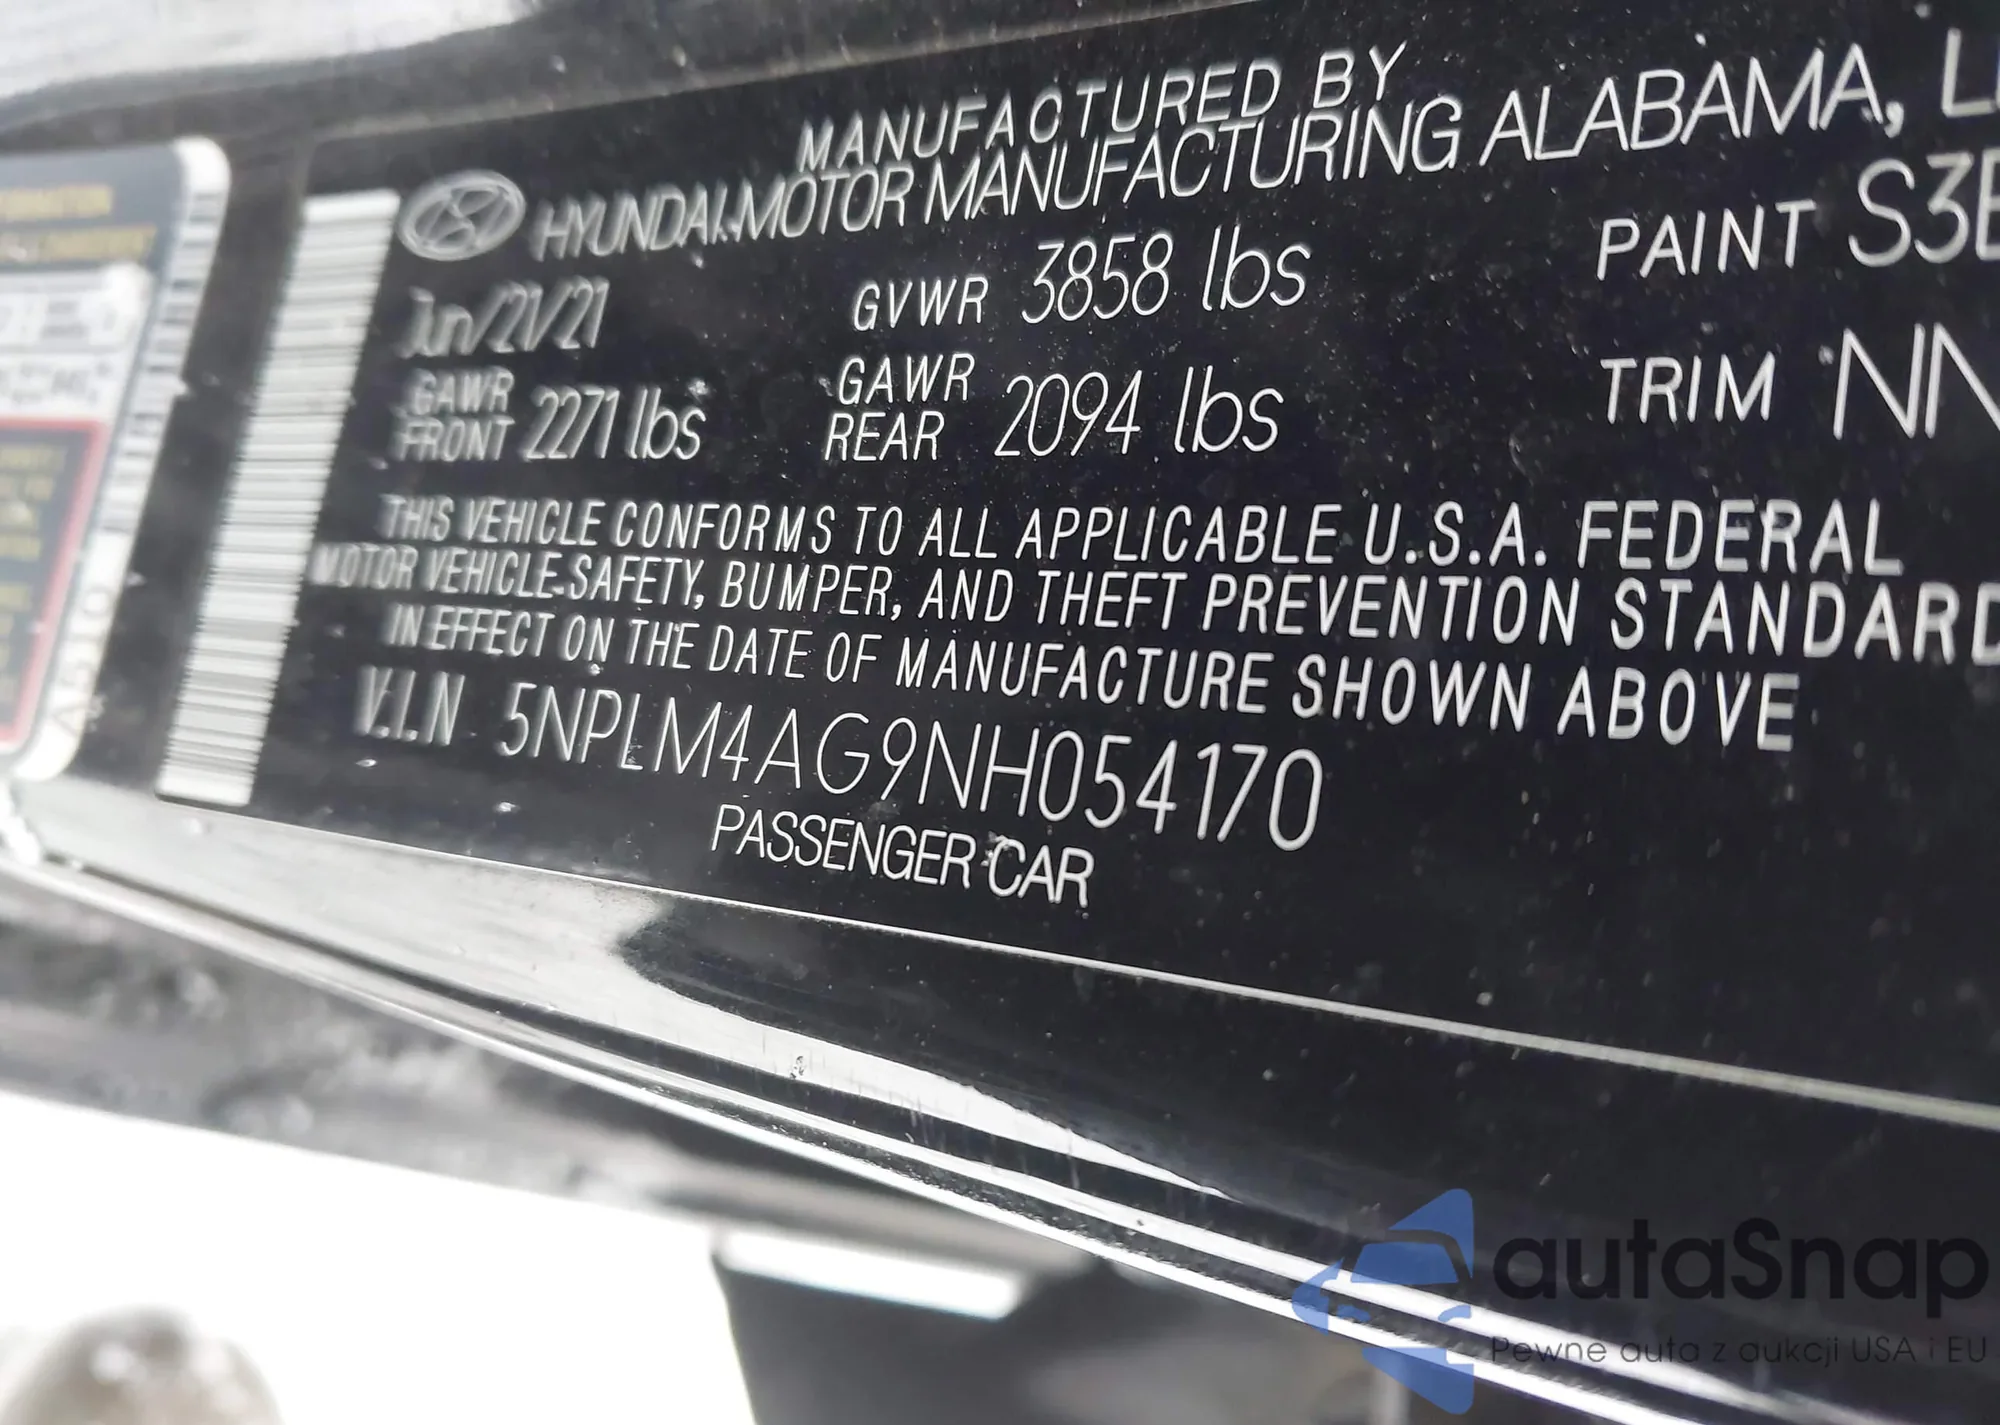 MANUFACTURED BY
HYUNDAI MOTOR MANUFACTURING ALABAMA,
Jun/21/21 GVWR 3858 lbs PAINT
GAWR FRONT 2271 lbs GAWR REAR 2094 lbs TRIM
THIS VEHICLE CONFORMS TO ALL APPLICABLE U.S.A. FEDERAL
MOTOR VEHICLE SAFETY, BUMPER, AND THEFT PREVENTION STANDARD
IN EFFECT ON THE DATE OF MANUFACTURE SHOWN ABOVE
V.I.N 5NPLM4AG9NH054170
PASSENGER CAR
autaSnap
Pewne auta z aukcji USA i EU